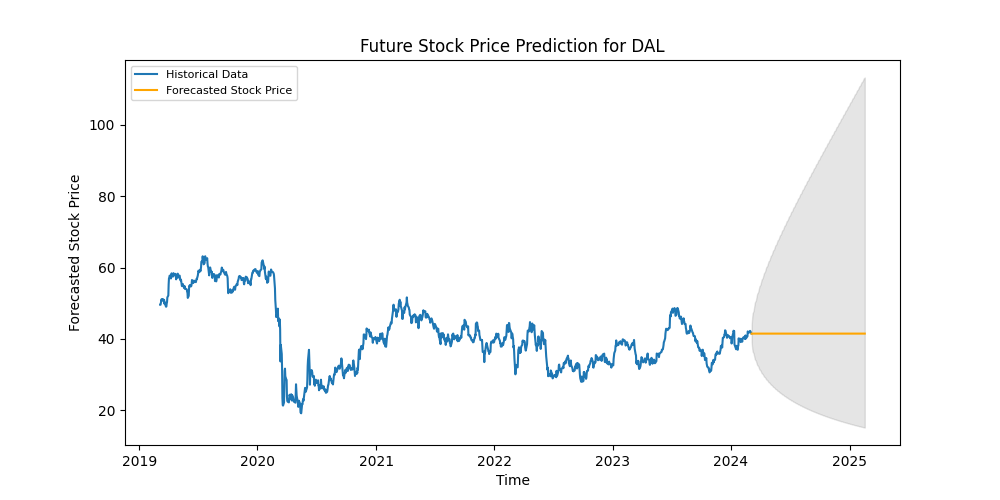 Future Stock Price Prediction for DAL
Historical Data
Forecasted Stock Price
Forecasted Stock Price
100
80
60
40
20
2019
2020
2021
2022
2023
2024
2025
Time